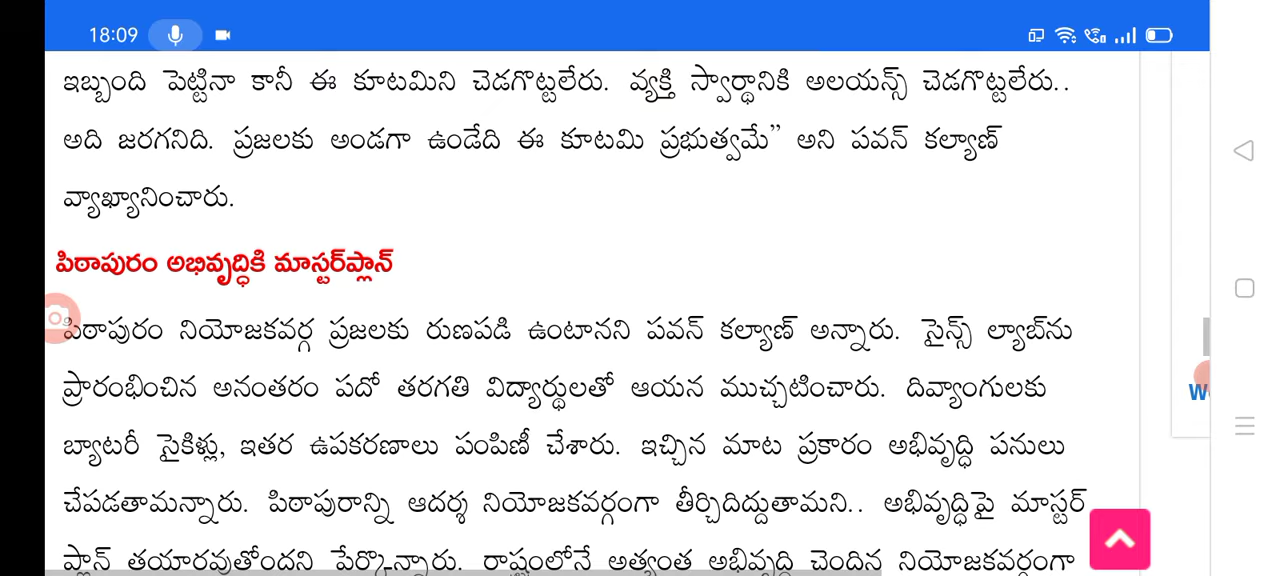 18:09
ఇబ్బంది పెట్టినా కానీ ఈ కూటమిని చెడగొట్టలేరు. వ్యక్తి స్వార్థానికి అలయన్స్ చెడగొట్టలేరు..
అది జరగనిది. ప్రజలకు అండగా ఉండేది ఈ కూటమి ప్రభుత్వమే” అని పవన్ కల్యాణ్
వ్యాఖ్యానించారు.
పిఠాపురం అభివృద్ధికి మాస్టర్‌ప్లాన్
పిఠాపురం నియోజకవర్గ ప్రజలకు రుణపడి ఉంటానని పవన్ కల్యాణ్ అన్నారు. సైన్స్ ల్యాబ్‌ను
ప్రారంభించిన అనంతరం పదో తరగతి విద్యార్థులతో ఆయన ముచ్చటించారు. దివ్యాంగులకు
బ్యాటరీ సైకిళ్లు, ఇతర ఉపకరణాలు పంపిణీ చేశారు. ఇచ్చిన మాట ప్రకారం అభివృద్ధి పనులు
చేపడతామన్నారు. పిఠాపురాన్ని ఆదర్శ నియోజకవర్గంగా తీర్చిదిద్దుతామని.. అభివృద్ధిపై మాస్టర్
ప్లాన్ తయారవుతోందని పేర్కొన్నారు. రాష్ట్రంలోనే అత్యంత అభివృద్ధి చెందిన నియోజకవర్గంగా